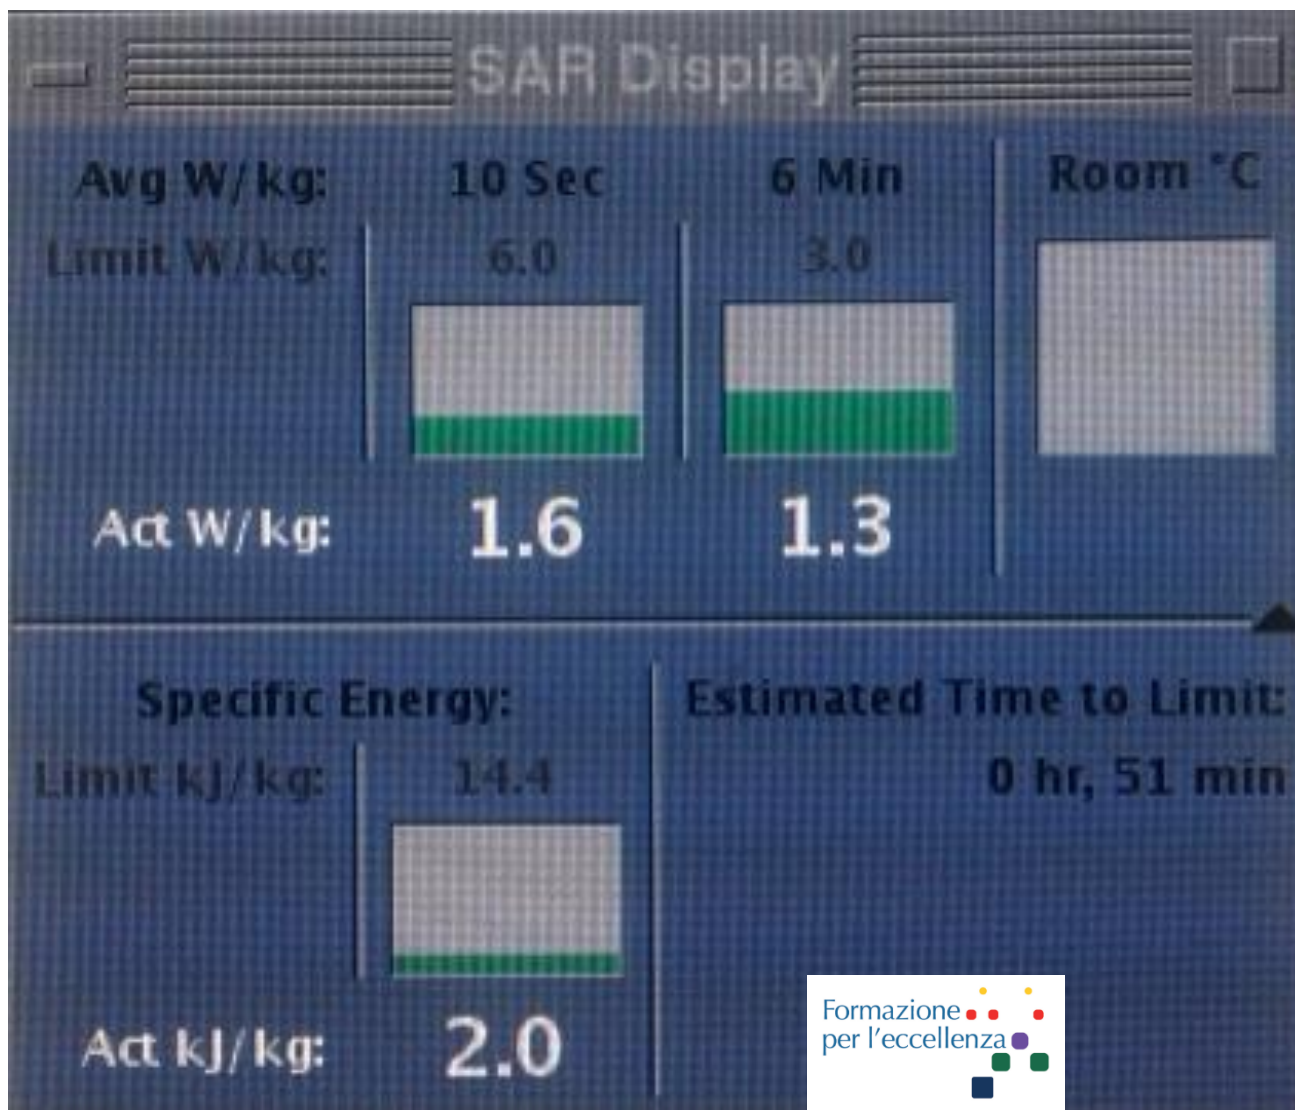 SAR Display
Avg W/kg: 10 Sec 6 Min Room °C
Limit W/kg: 6.0 3.0
Act W/kg: 1.6 1.3
Specific Energy: Estimated Time to Limit:
Limit kJ/kg: 14.4 0 hr, 51 min
Act kJ/kg: 2.0
Formazione
per l'eccellenza